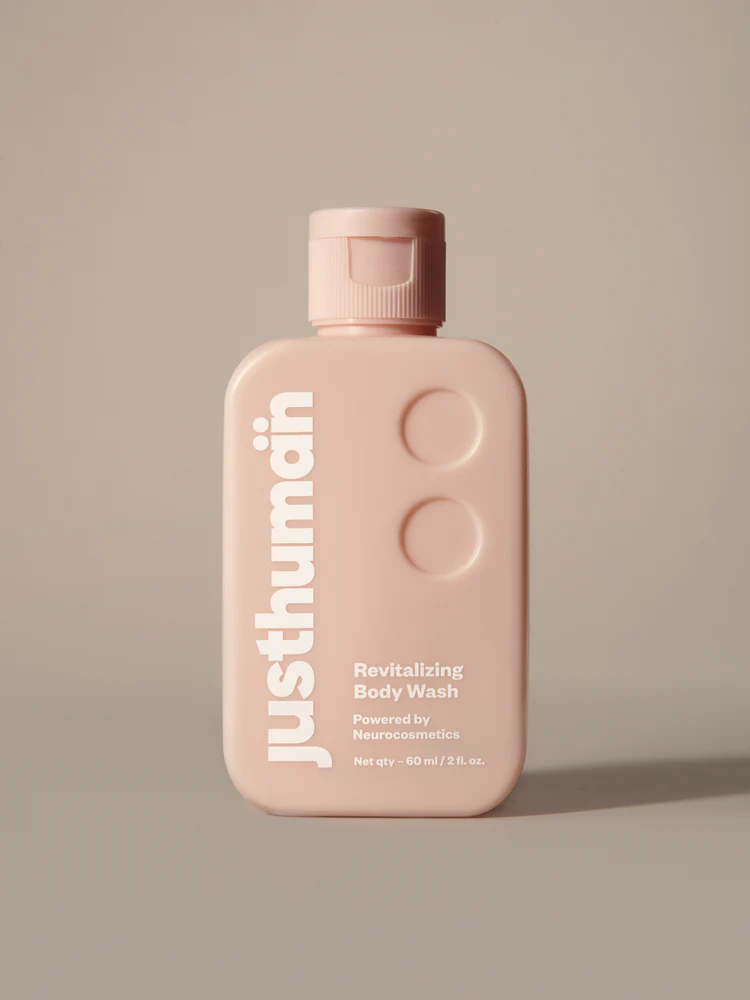 justhumän
Revitalizing
Body Wash
Powered by
Neurocosmetics
Net qty – 60 ml / 2 fl. oz.